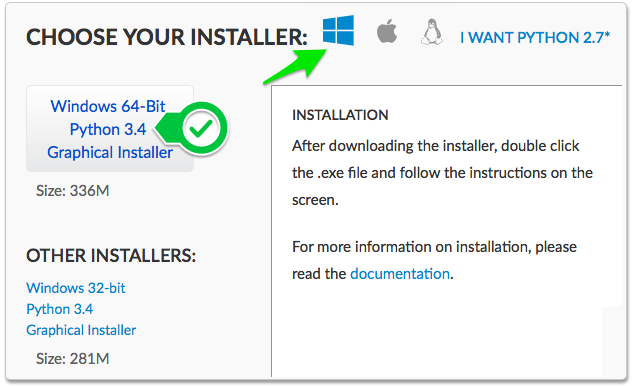 CHOOSE YOUR INSTALLER:
I WANT PYTHON 2.7*
Windows 64-Bit
Python 3.4
Graphical Installer
Size: 336M
OTHER INSTALLERS:
Windows 32-bit
Python 3.4
Graphical Installer
Size: 281M
INSTALLATION
After downloading the installer, double click
the .exe file and follow the instructions on the
screen.
For more information on installation, please
read the documentation.